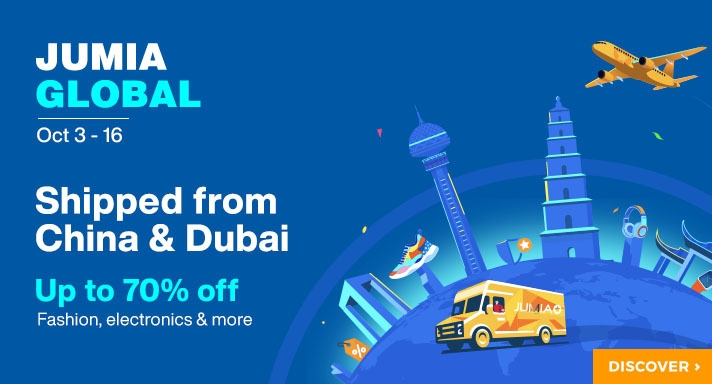 JUMIA
GLOBAL
Oct 3 - 16
Shipped from
China & Dubai
Up to 70% off
Fashion, electronics & more
JUMIA
%
DISCOVER ›